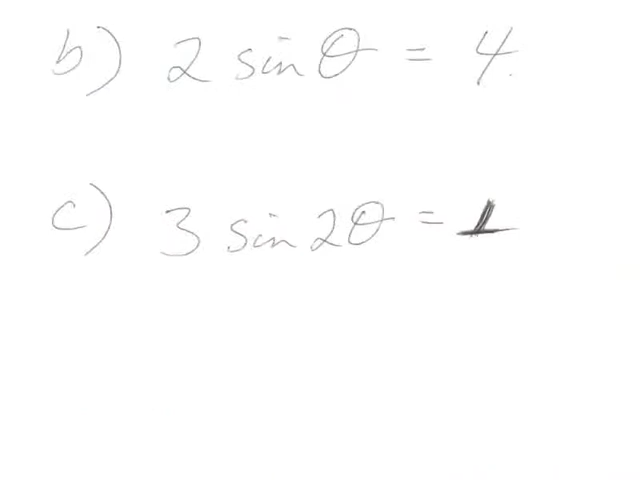 b) 2 sin θ = 4.
c) 3 sin 2θ = 1